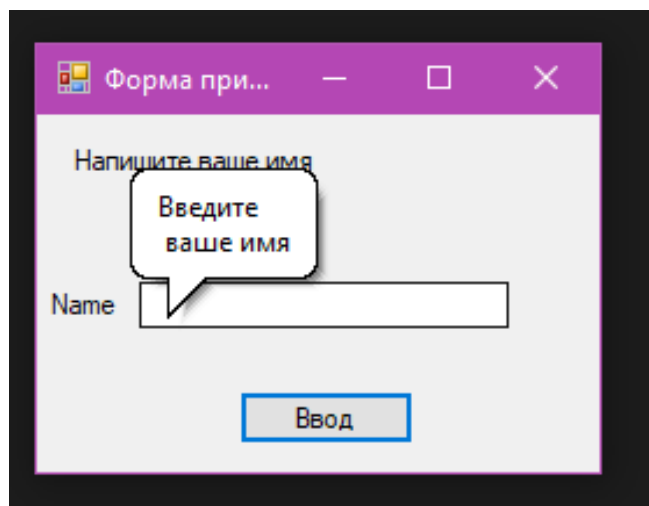 Форма при...
Напишите ваше имя
Введите
ваше имя
Name
Ввод